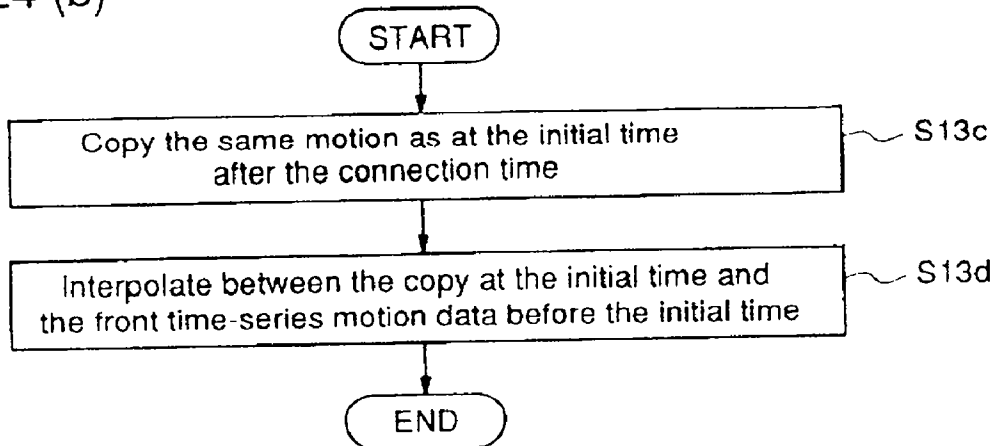 (b)
START
Copy the same motion as at the initial time
after the connection time
S13c
Interpolate between the copy at the initial time and
the front time-series motion data before the initial time
S13d
END